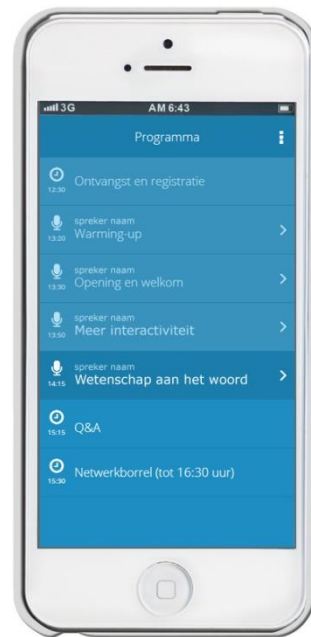 3G AM 6:43
Programma
12:30 Ontvangst en registratie
spreker naam
13:20 Warming-up
spreker naam
13:30 Opening en welkom
spreker naam
13:50 Meer interactiviteit
spreker naam
14:15 Wetenschap aan het woord
15:15 Q&A
15:30 Netwerkborrel (tot 16:30 uur)